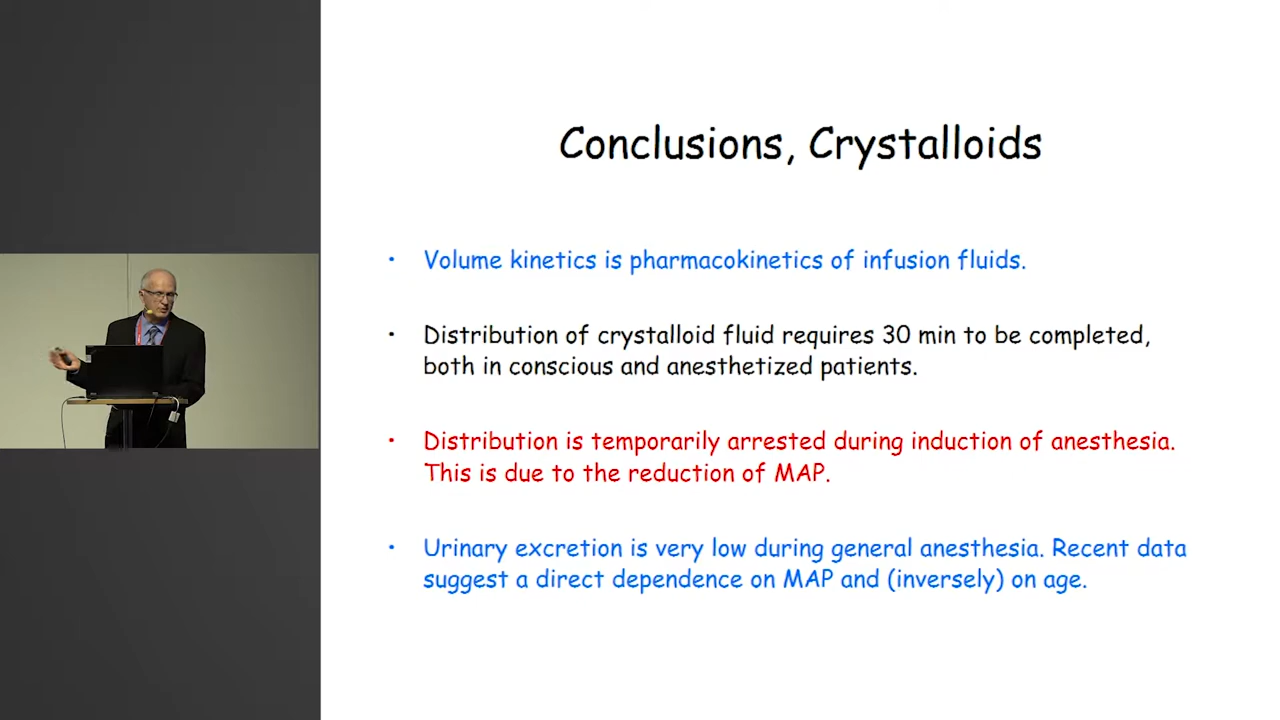 Conclusions, Crystalloids
• Volume kinetics is pharmacokinetics of infusion fluids.
• Distribution of crystalloid fluid requires 30 min to be completed,
both in conscious and anesthetized patients.
• Distribution is temporarily arrested during induction of anesthesia.
This is due to the reduction of MAP.
• Urinary excretion is very low during general anesthesia. Recent data
suggest a direct dependence on MAP and (inversely) on age.